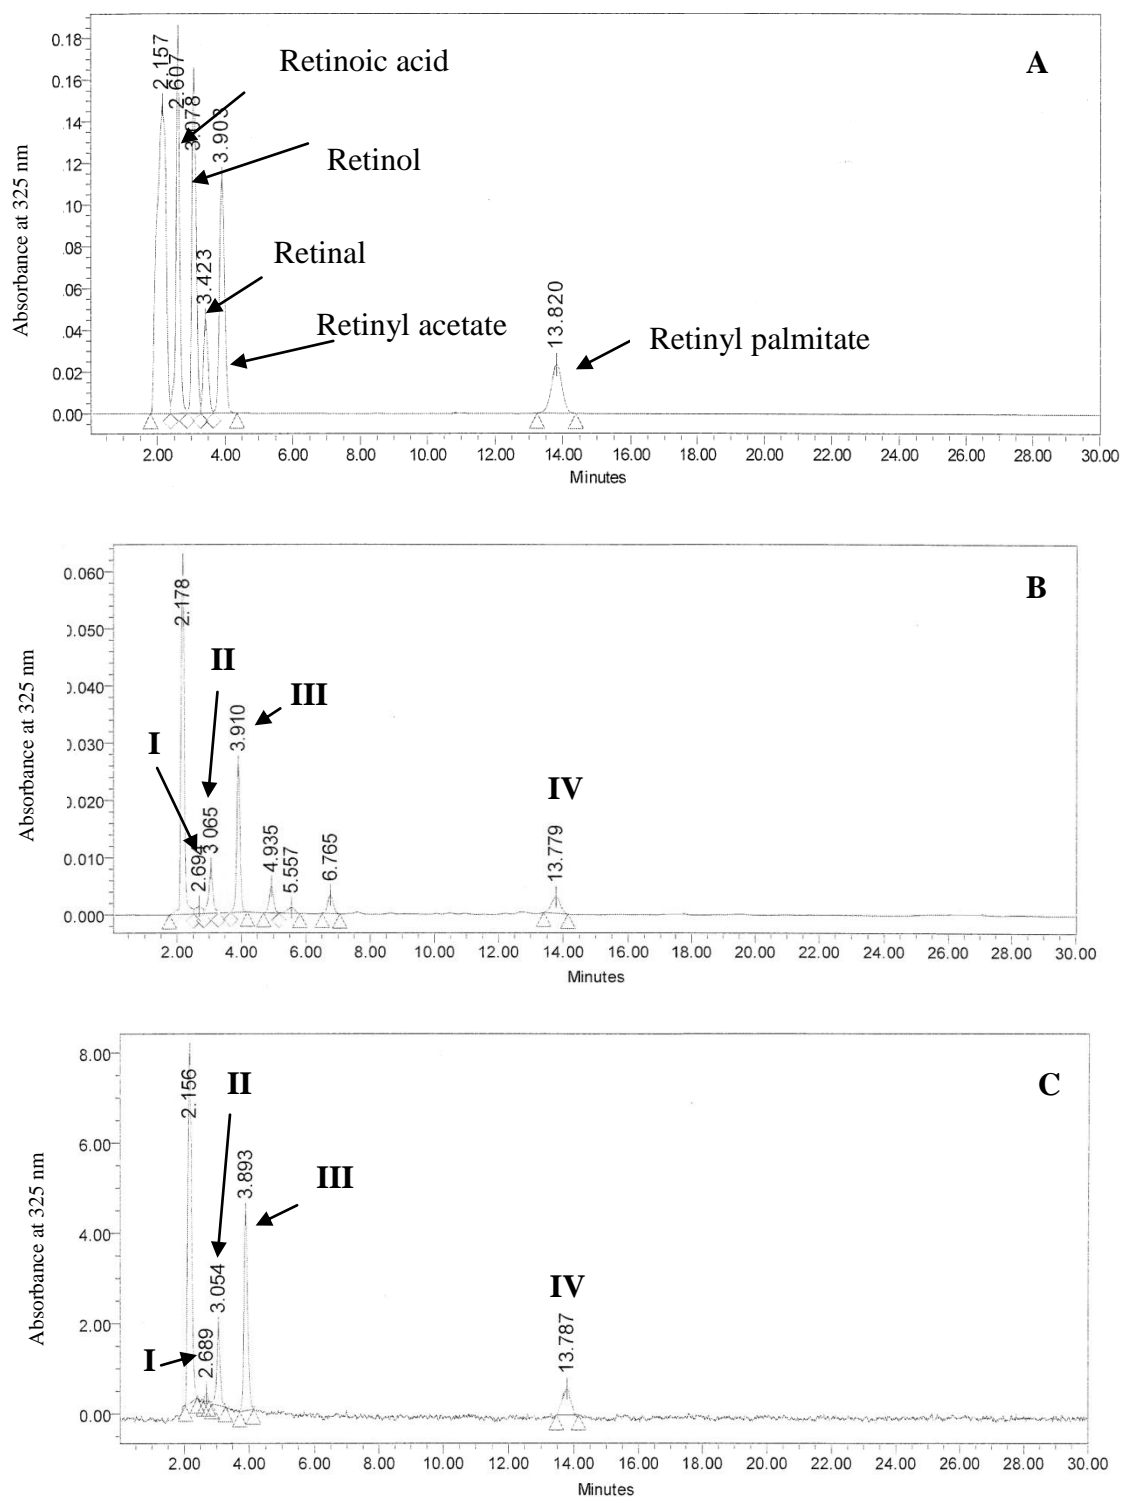 A
Absorbance at 325 nm
0.18
0.16
.14
.12
.10
.08
.06
.04
0.02
0.00
2.157
2.607
3.078
3.423
3.903
13.820
Retinoic acid
Retinol
Retinal
Retinyl acetate
Retinyl palmitate
2.00 4.00 6.00 8.00 10.00 12.00 14.00 16.00 18.00 20.00 22.00 24.00 26.00 28.00 30.00
Minutes
B
Absorbance at 325 nm
0.060
0.050
0.040
0.030
0.020
0.010
0.000
2.178
I
2.694
II
3.065
III
3.910
4.935
5.557
6.765
IV
13.779
2.00 4.00 6.00 8.00 10.00 12.00 14.00 16.00 18.00 20.00 22.00 24.00 26.00 28.00 30.00
Minutes
C
Absorbance at 325 nm
8.00
6.00
4.00
2.00
0.00
2.156
I
2.689
II
3.054
III
3.893
IV
13.787
2.00 4.00 6.00 8.00 10.00 12.00 14.00 16.00 18.00 20.00 22.00 24.00 26.00 28.00 30.00
Minutes